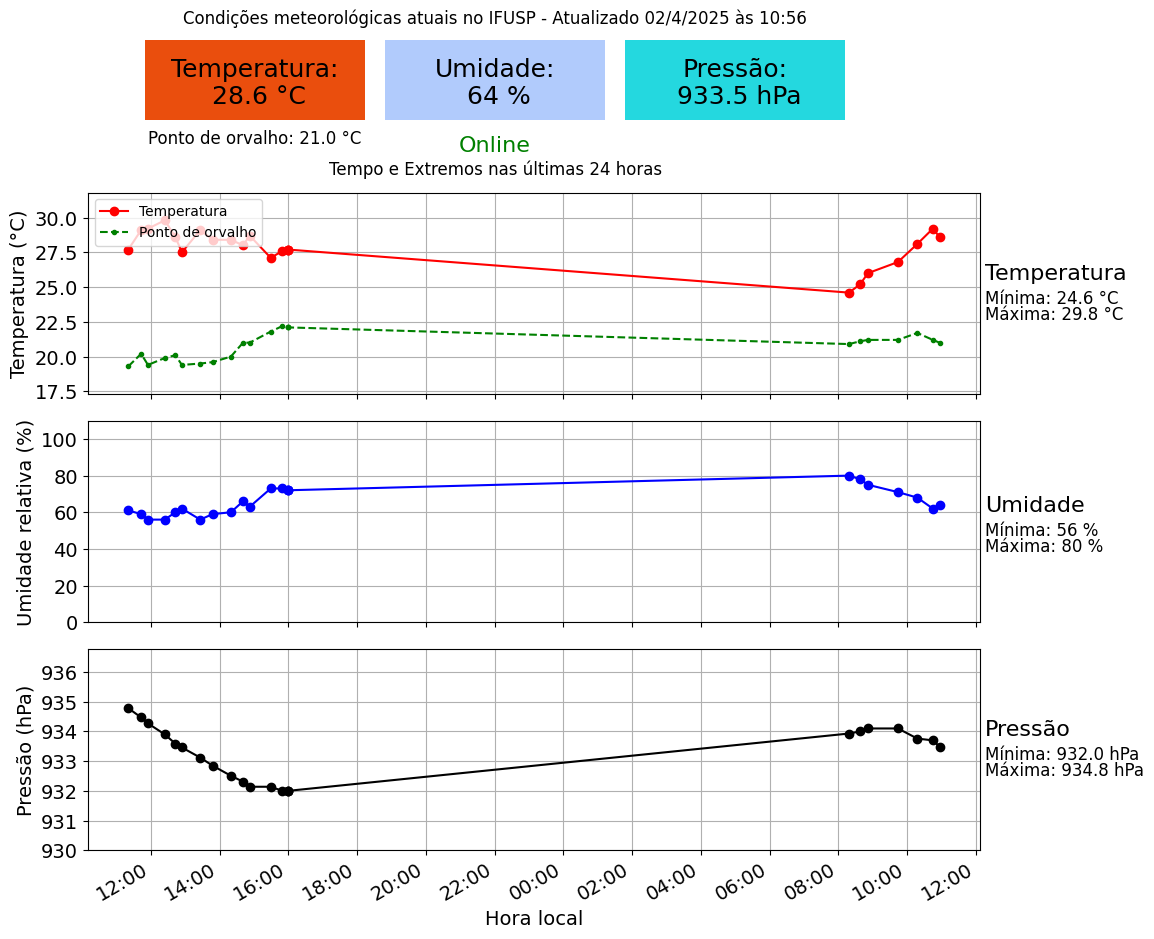 Condições meteorológicas atuais no IFUSP - Atualizado 02/4/2025 às 10:56
Temperatura:
28.6 °C
Umidade:
64 %
Pressão:
933.5 hPa
Ponto de orvalho: 21.0 °C
Online
Tempo e Extremos nas últimas 24 horas
Temperatura (°C)
30.0
27.5
25.0
22.5
20.0
17.5
Temperatura
Ponto de orvalho
Temperatura
Mínima: 24.6 °C
Máxima: 29.8 °C
Umidade relativa (%)
100
80
60
40
20
0
Umidade
Mínima: 56 %
Máxima: 80 %
Pressão (hPa)
936
935
934
933
932
931
930
Pressão
Mínima: 932.0 hPa
Máxima: 934.8 hPa
12:00 14:00 16:00 18:00 20:00 22:00 00:00 02:00 04:00 06:00 08:00 10:00 12:00
Hora local